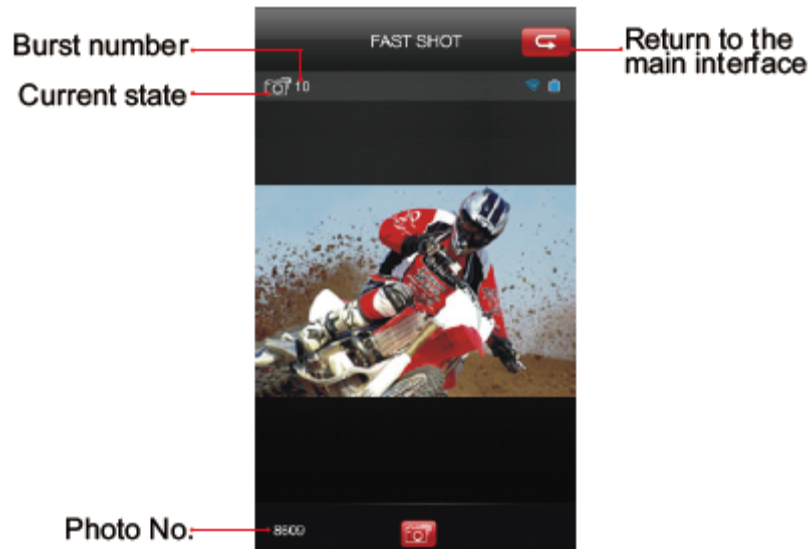 Burst number
FAST SHOT
Return to the
main interface
Current state
10
Photo No.
8609